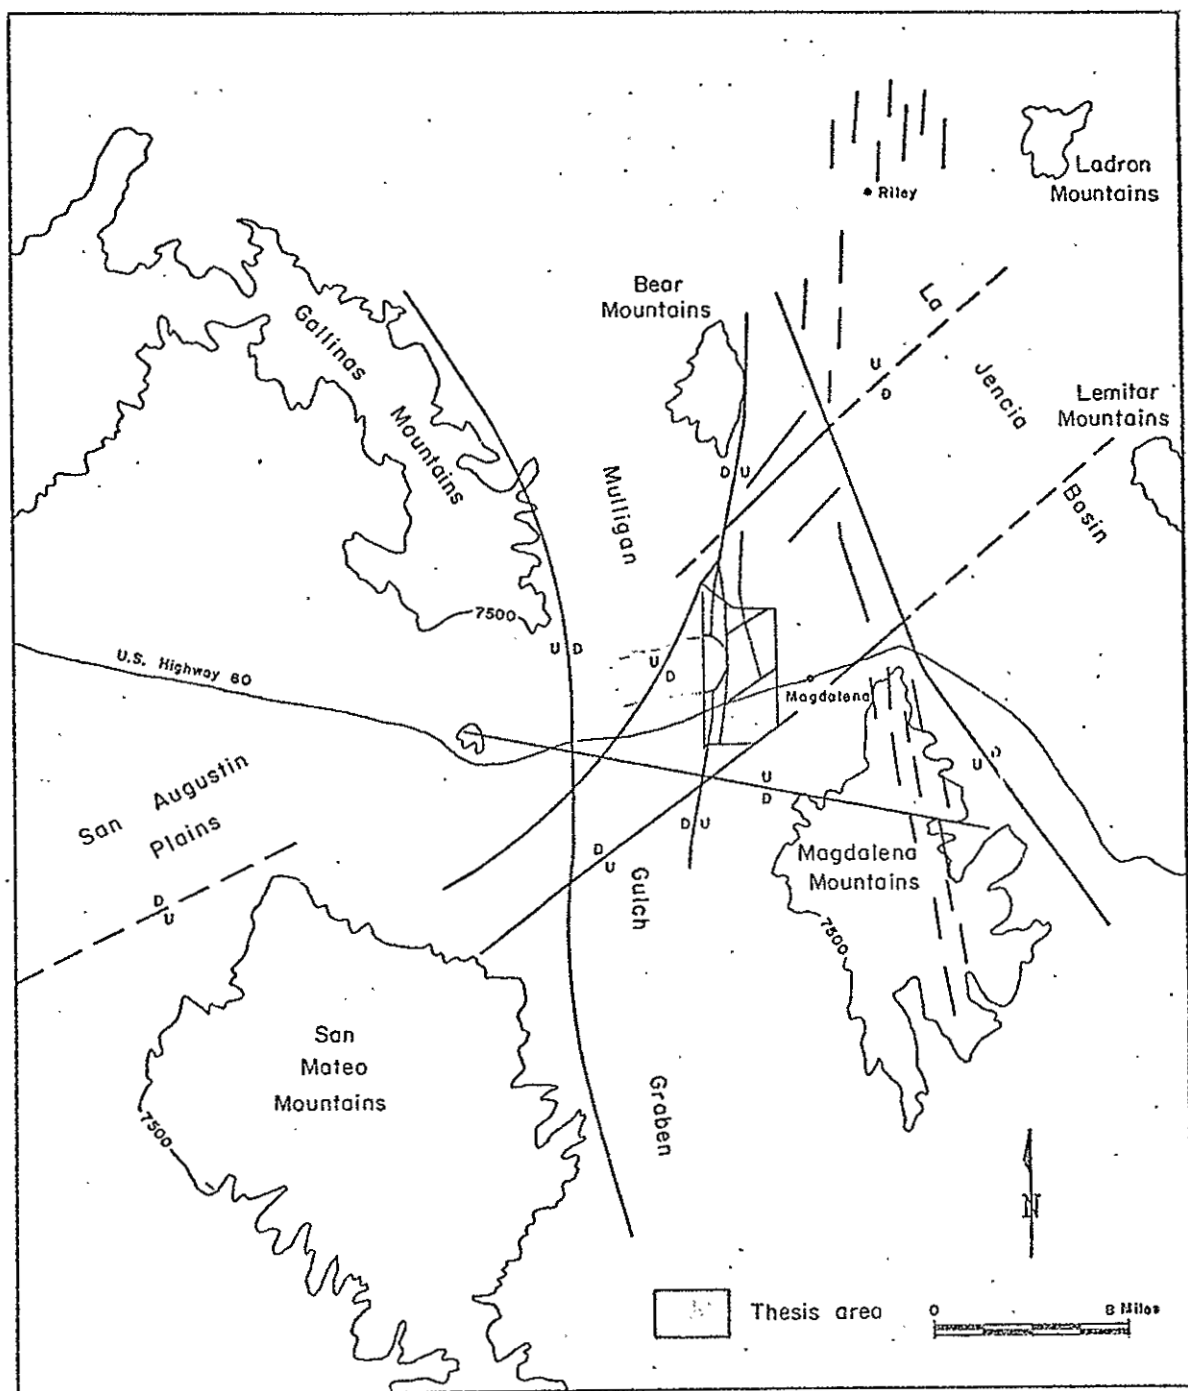 Ladron
Mountains
Riley
Bear
Mountains
La
Gallinas
U
D
Jencia
Lemitar
Mountains
Mountains
Mulligan
D U
Basin
7500
U.S. Highway 60
U D
U
D
Magdalena
San Augustin
Plains
U
D
U D
D
U
D U
Magdalena
Mountains
D
U
Gulch
7500
San
Mateo
Mountains
Graben
7500
N
Thesis area
0 8 Miles